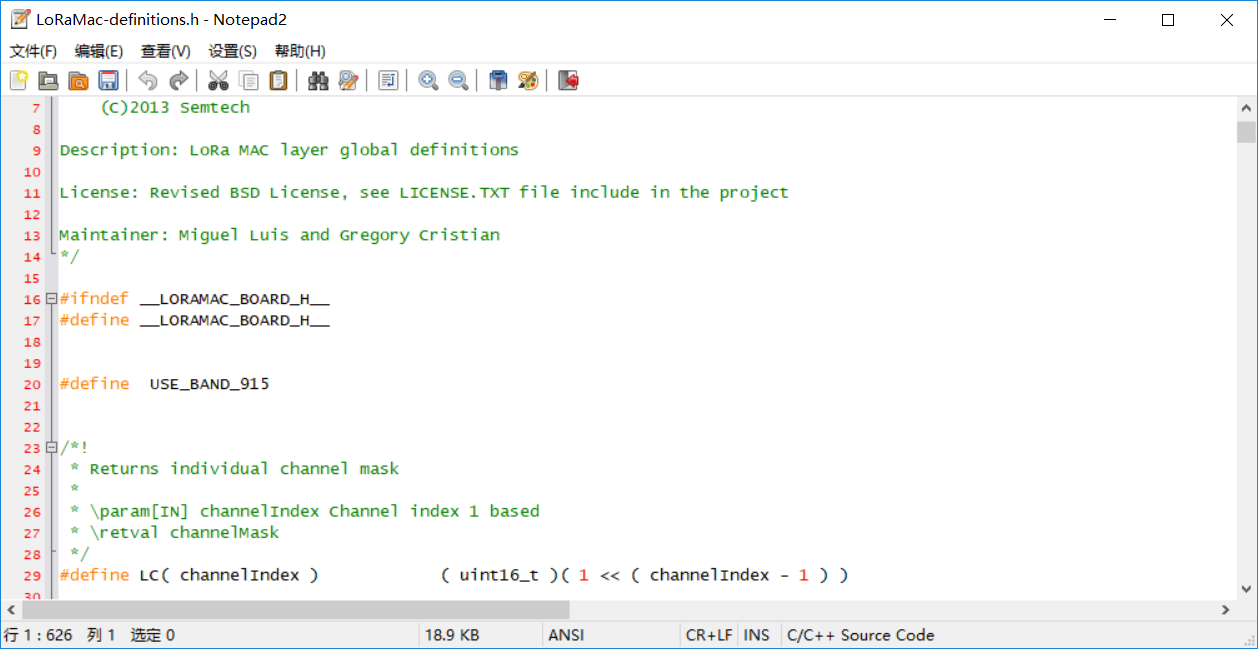 LoRaMac-definitions.h - Notepad2
文件(F) 编辑(E) 查看(V) 设置(S) 帮助(H)
7 (C)2013 Semtech
8
9 Description: LoRa MAC layer global definitions
10
11 License: Revised BSD License, see LICENSE.TXT file include in the project
12
13 Maintainer: Miguel Luis and Gregory Cristian
14 */
15
16 #ifndef __LORAMAC_BOARD_H__
17 #define __LORAMAC_BOARD_H__
18
19
20 #define  USE_BAND_915
21
22
23 /*!
24  * Returns individual channel mask
25  *
26  * \param[IN] channelIndex Channel index 1 based
27  * \retval channelMask
28  */
29 #define LC( channelIndex )            ( uint16_t )( 1 << ( channelIndex - 1 ) )
30
行 1 : 626 列 1 选定 0 18.9 KB ANSI CR+LF INS C/C++ Source Code